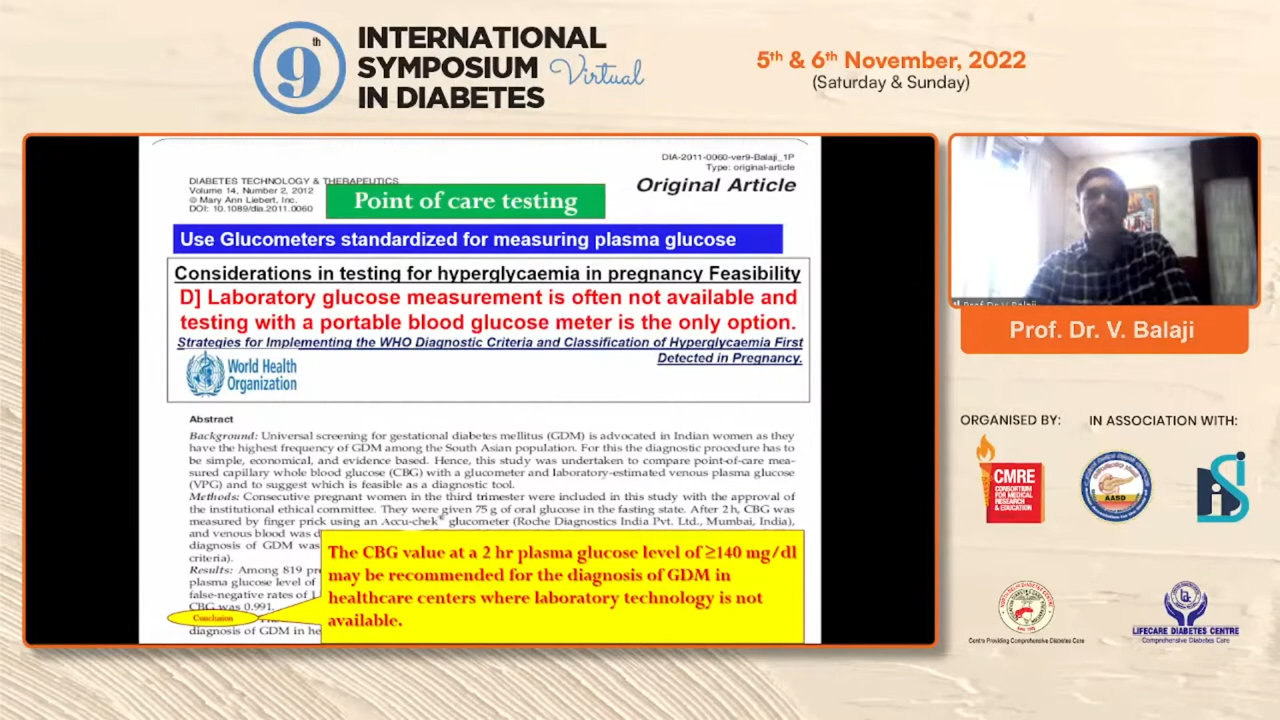 9th
INTERNATIONAL
SYMPOSIUM Virtual
IN DIABETES
5th & 6th November, 2022
(Saturday & Sunday)
DIA-2011-0060-ver9-Balaji_1P
Type: original-article
DIABETES TECHNOLOGY & THERAPEUTICS
Volume 14, Number 2, 2012
© Mary Ann Liebert, Inc.
DOI: 10.1089/dia.2011.0060
Original Article
Point of care testing
Use Glucometers standardized for measuring plasma glucose
Considerations in testing for hyperglycaemia in pregnancy Feasibility
D] Laboratory glucose measurement is often not available and
testing with a portable blood glucose meter is the only option.
Strategies for Implementing the WHO Diagnostic Criteria and Classification of Hyperglycaemia First
Detected in Pregnancy.
World Health
Organization
Abstract
Background: Universal screening for gestational diabetes mellitus (GDM) is advocated in Indian women as they
have the highest frequency of GDM among the South Asian population. For this the diagnostic procedure has to
be simple, economical, and evidence based. Hence, this study was undertaken to compare point-of-care mea-
sured capillary whole blood glucose (CBG) with a glucometer and laboratory-estimated venous plasma glucose
(VPG) and to suggest which is feasible as a diagnostic tool.
Methods: Consecutive pregnant women in the third trimester were included in this study with the approval of
the institutional ethical committee. They were given 75 g of oral glucose in the fasting state. After 2 h, CBG was
measured by finger prick using an Accu-chek® glucometer (Roche Diagnostics India Pvt. Ltd., Mumbai, India),
and venous blood was d
diagnosis of GDM was
criteria).
Results: Among 819 pr
plasma glucose level of
false-negative rates of 1
CBG was 0.991.
Conclusion
diagnosis of GDM in he
The CBG value at a 2 hr plasma glucose level of ≥140 mg/dl
may be recommended for the diagnosis of GDM in
healthcare centers where laboratory technology is not
available.
Prof. Dr. V. Balaji
ORGANISED BY:
IN ASSOCIATION WITH:
CMRE
CONSORTIUM
FOR MEDICAL
RESEARCH
& EDUCATION
AASD
Centre Providing Comprehensive Diabetes Care
LIFECARE DIABETES CENTRE
Comprehensive Diabetes Care